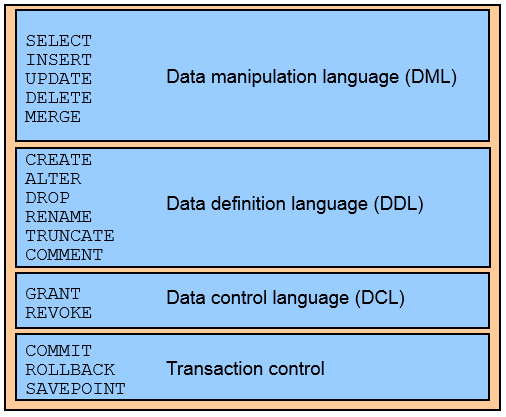 SELECT
INSERT
UPDATE
DELETE
MERGE
Data manipulation language (DML)
CREATE
ALTER
DROP
RENAME
TRUNCATE
COMMENT
Data definition language (DDL)
GRANT
REVOKE
Data control language (DCL)
COMMIT
ROLLBACK
SAVEPOINT
Transaction control